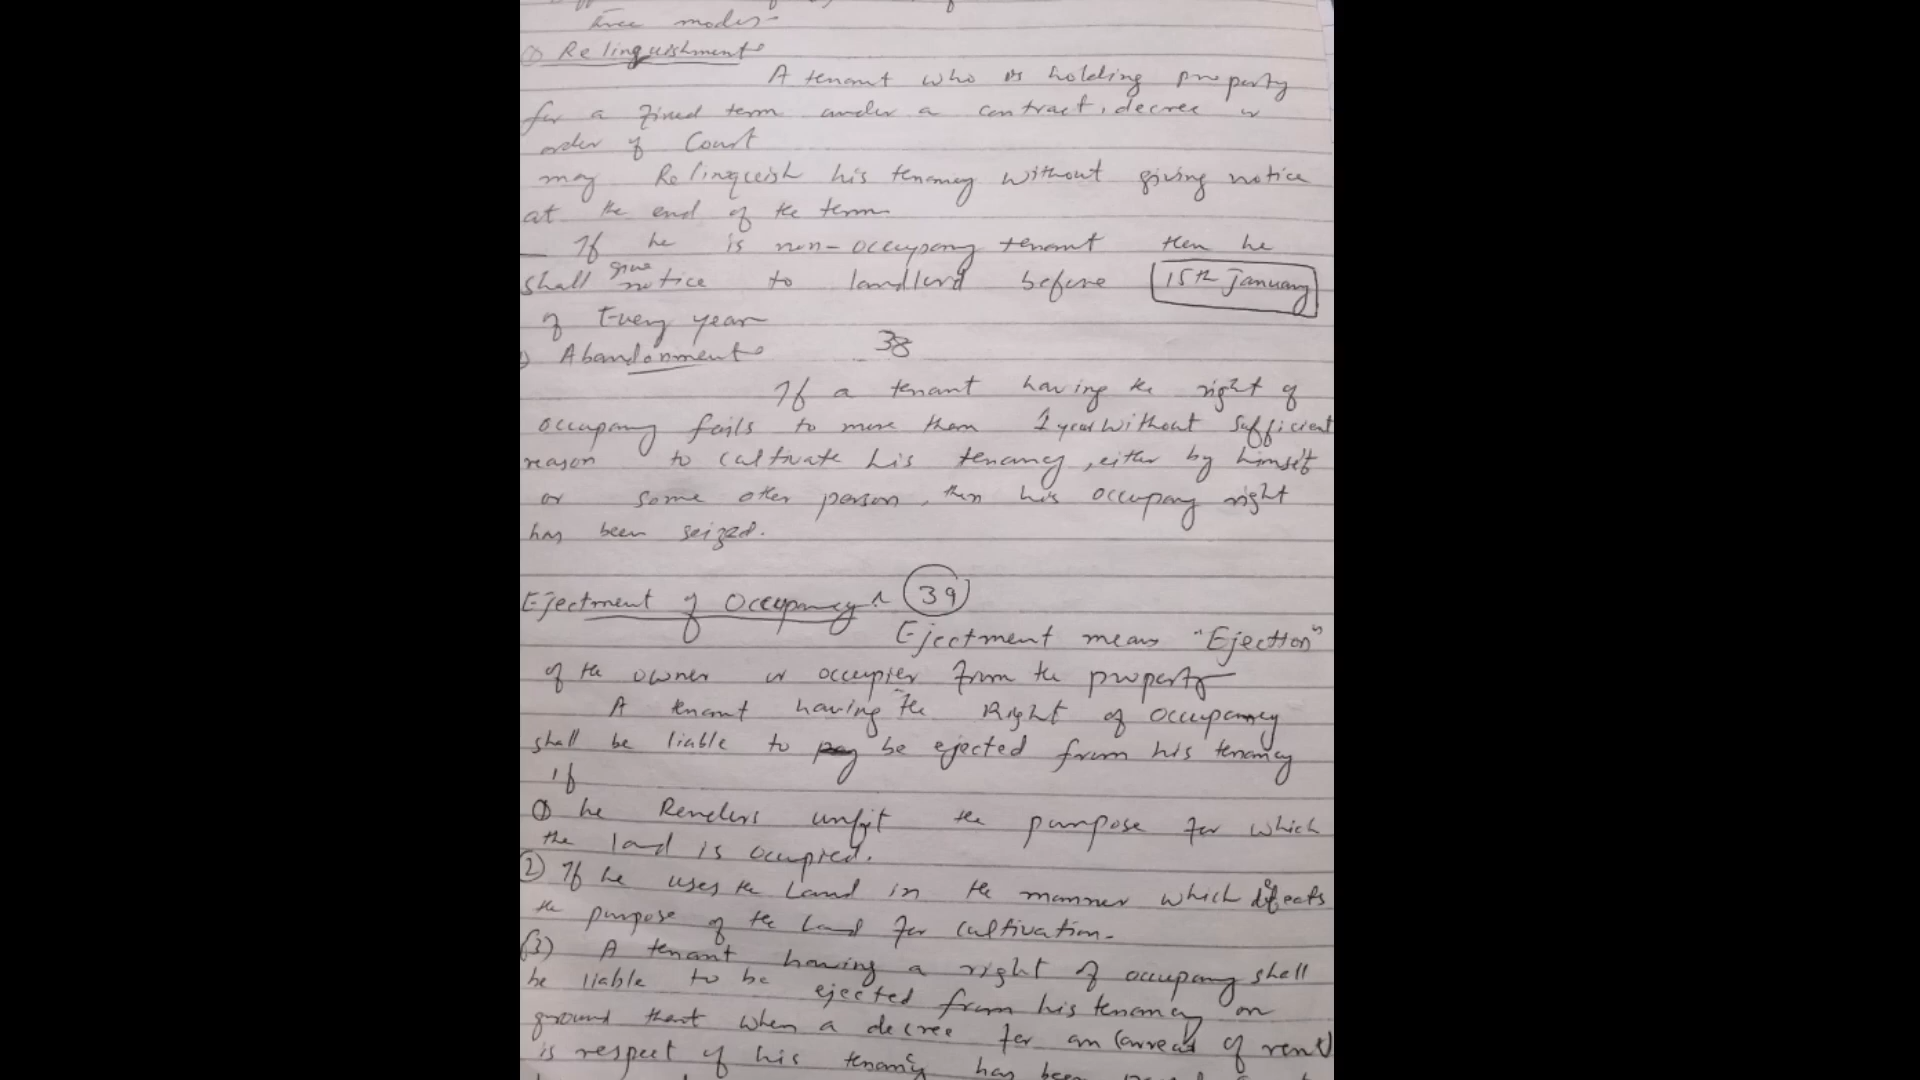 three modes-
① Relinquishment:
A tenant who is holding property
for a fixed term under a contract, decree or
order of Court
may Relinqueish his tenancy without giving notice
at the end of the term
— If he is non-occupany tenant then he
shall give notice to landlord before 15th January
of Every year
Abandonment: 38
If a tenant having the right of
occupany fails to more than 1 year without sufficient
reason to cultivate his tenancy, either by himself
or some other person, then his occupany right
has been seized.
Ejectment of Occupancy: 39
Ejectment means "Ejection"
of the owner or occupier from the property
A tenant having the Right of occupancy
shall be liable to be ejected from his tenancy
if
① he Renders unfit the purpose for which
the land is occupied.
② If he uses the Land in the manner which
the purpose of the Land for cultivation-
(3) A tenant having a right of occupany shall
be liable to be ejected from his tenancy on
ground that when a decree for an (arrear of rent)
is respect of his tenancy has been